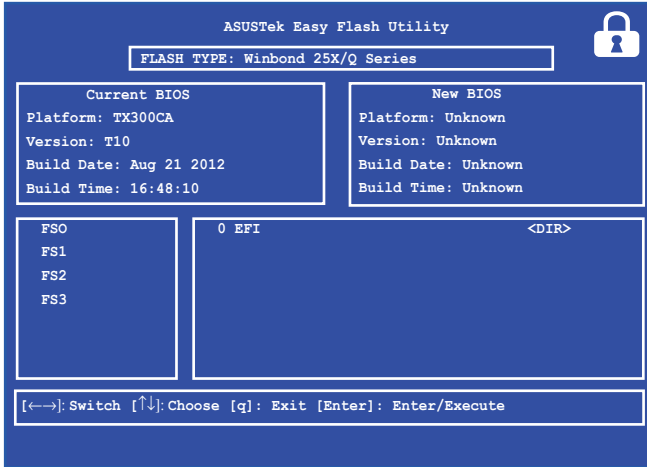 ASUSTek Easy Flash Utility
FLASH TYPE: Winbond 25X/Q Series
Current BIOS
Platform: TX300CA
Version: T10
Build Date: Aug 21 2012
Build Time: 16:48:10
New BIOS
Platform: Unknown
Version: Unknown
Build Date: Unknown
Build Time: Unknown
FSO
FS1
FS2
FS3
0 EFI <DIR>
[←→]: Switch [↑↓]: Choose [q]: Exit [Enter]: Enter/Execute